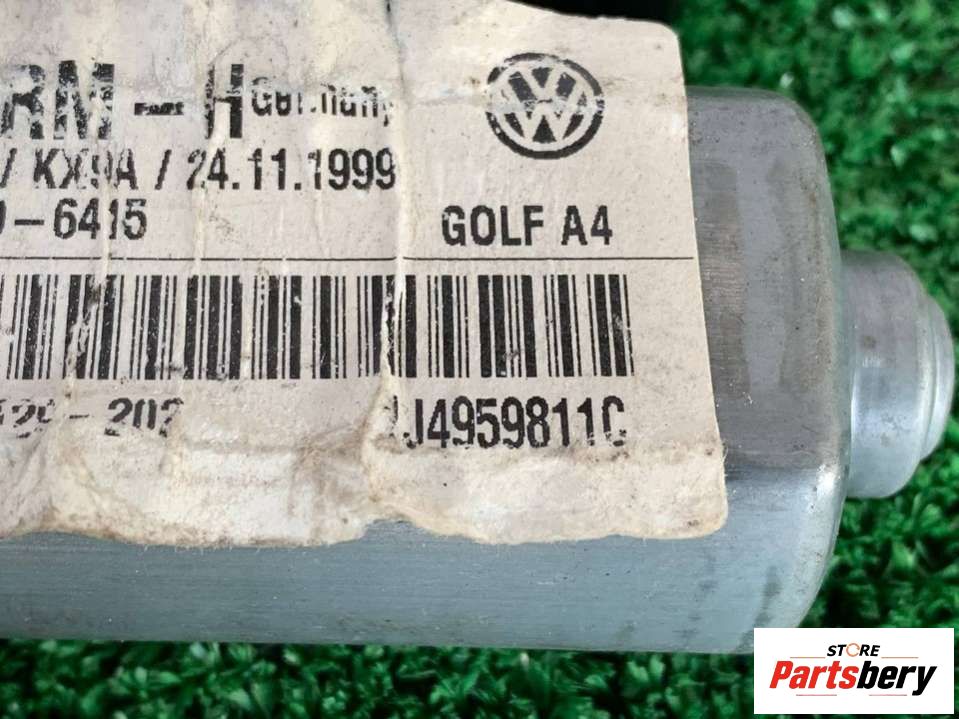 RM-H Germany
/ KX9A / 24.11.1999
-6415
GOLF A4
J4959811C
STORE
Partsbery